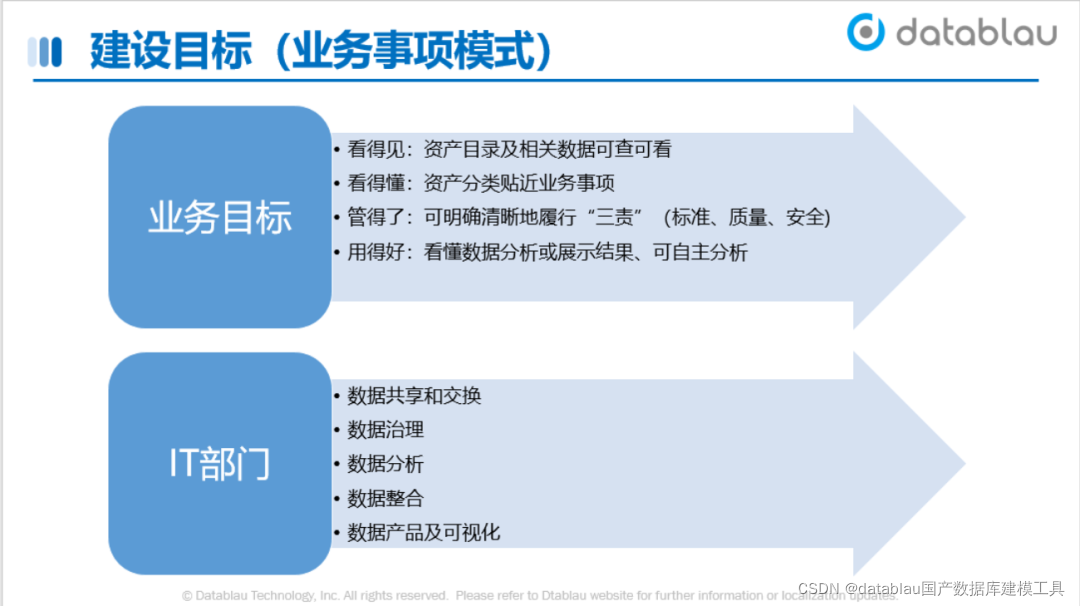 建设目标（业务事项模式）
datablau
业务目标
• 看得见：资产目录及相关数据可查可看
• 看得懂：资产分类贴近业务事项
• 管得了：可明确清晰地履行“三责”（标准、质量、安全)
• 用得好：看懂数据分析或展示结果、可自主分析
IT部门
• 数据共享和交换
• 数据治理
• 数据分析
• 数据整合
• 数据产品及可视化
© Datablau Technology, Inc. All rights reserved. Please refer to Dtablau website for further information or localization updates.
CSDN @datablau国产数据库建模工具